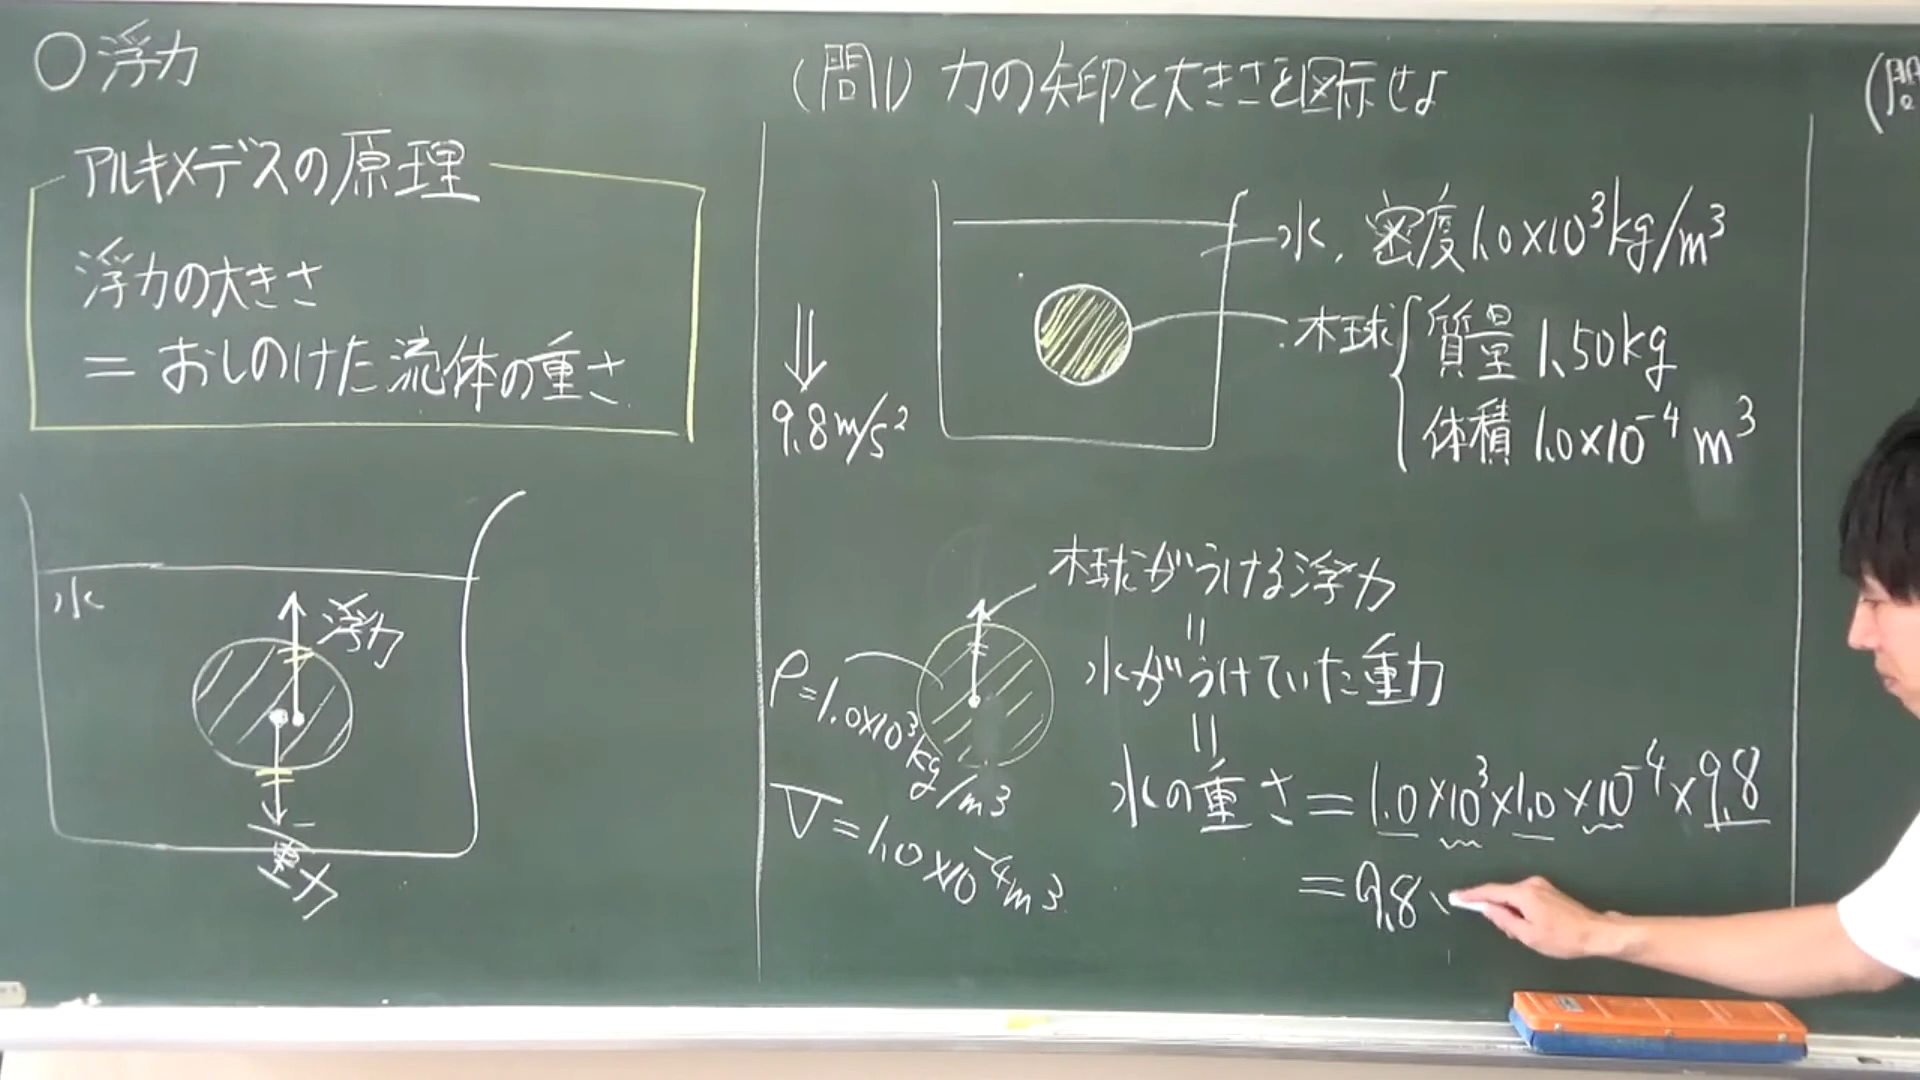 ○浮力
アルキメデスの原理
浮力の大きさ
= おしのけた流体の重さ
水
浮力
重力
(問1) 力の矢印と大きさを図示せよ
水, 密度 1.0×10³kg/m³
木球 { 質量 1.50kg
体積 1.0×10⁻⁴ m³
9.8m/s²
木球がうける浮力
=
水がうけていた重力
=
水の重さ = 1.0×10³×1.0×10⁻⁴×9.8
= 9.8
ρ=1.0×10³kg/m³
V=1.0×10⁻⁴m³
(問